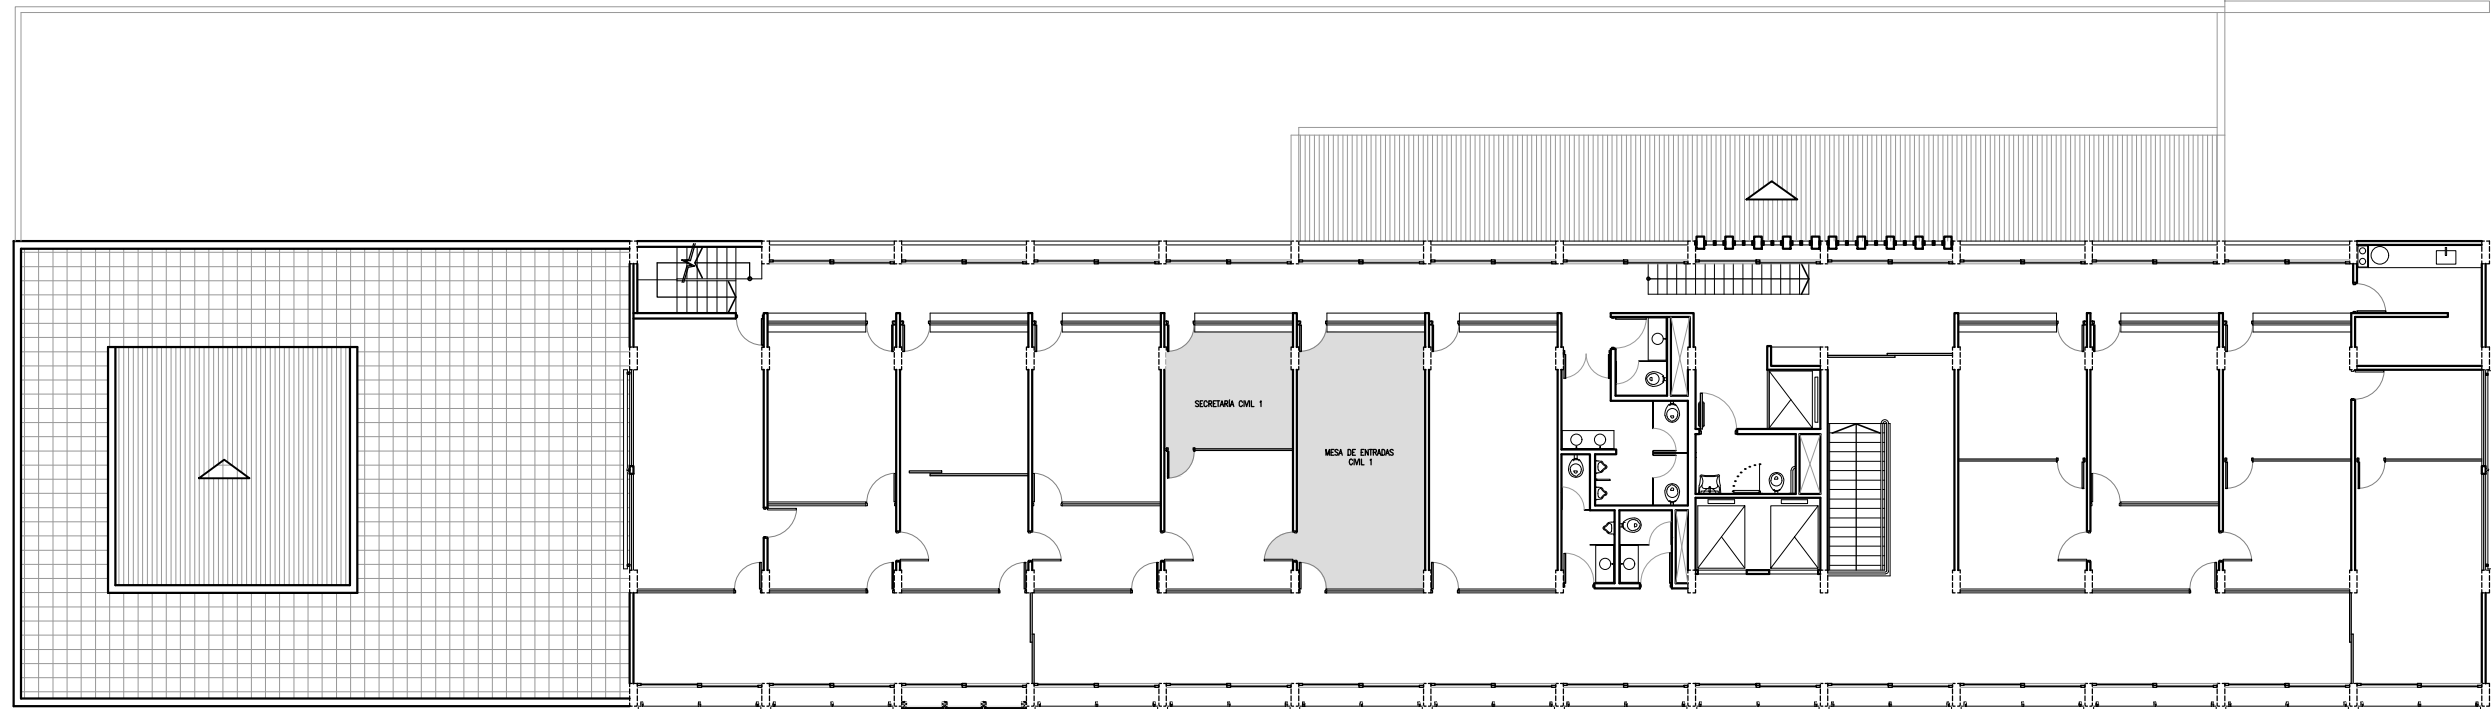 SECRETARÍA CIVIL 1
MESA DE ENTRADAS
CIVIL 1